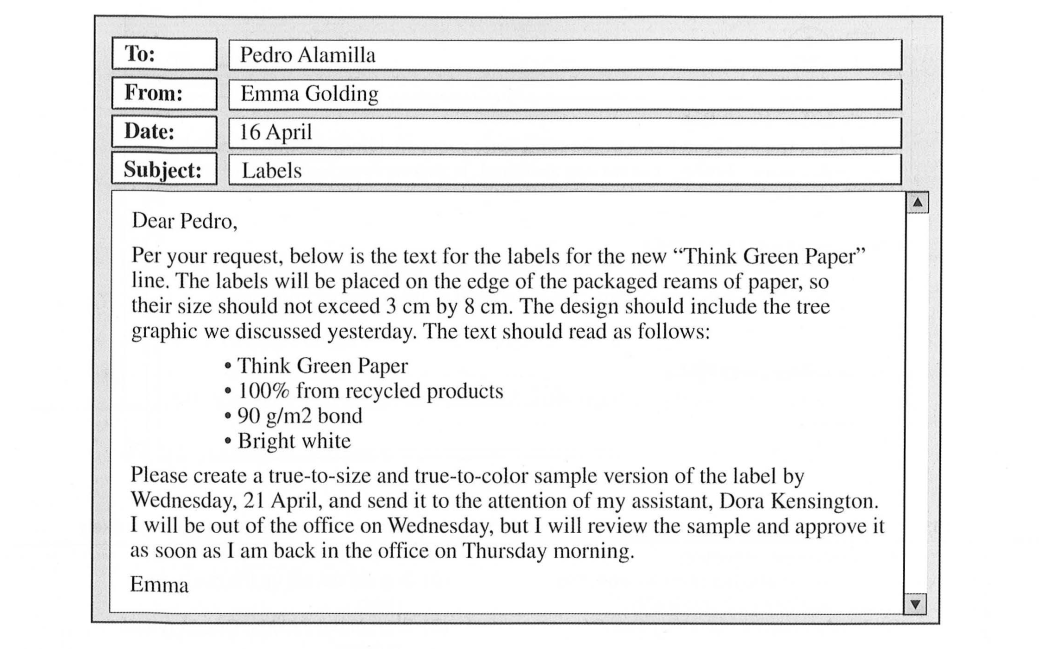 To:
Pedro Alamilla
From:
Emma Golding
Date:
16 April
Subject:
Labels
Dear Pedro,
Per your request, below is the text for the labels for the new “Think Green Paper”
line. The labels will be placed on the edge of the packaged reams of paper, so
their size should not exceed 3 cm by 8 cm. The design should include the tree
graphic we discussed yesterday. The text should read as follows:
• Think Green Paper
• 100% from recycled products
• 90 g/m2 bond
• Bright white
Please create a true-to-size and true-to-color sample version of the label by
Wednesday, 21 April, and send it to the attention of my assistant, Dora Kensington.
I will be out of the office on Wednesday, but I will review the sample and approve it
as soon as I am back in the office on Thursday morning.
Emma